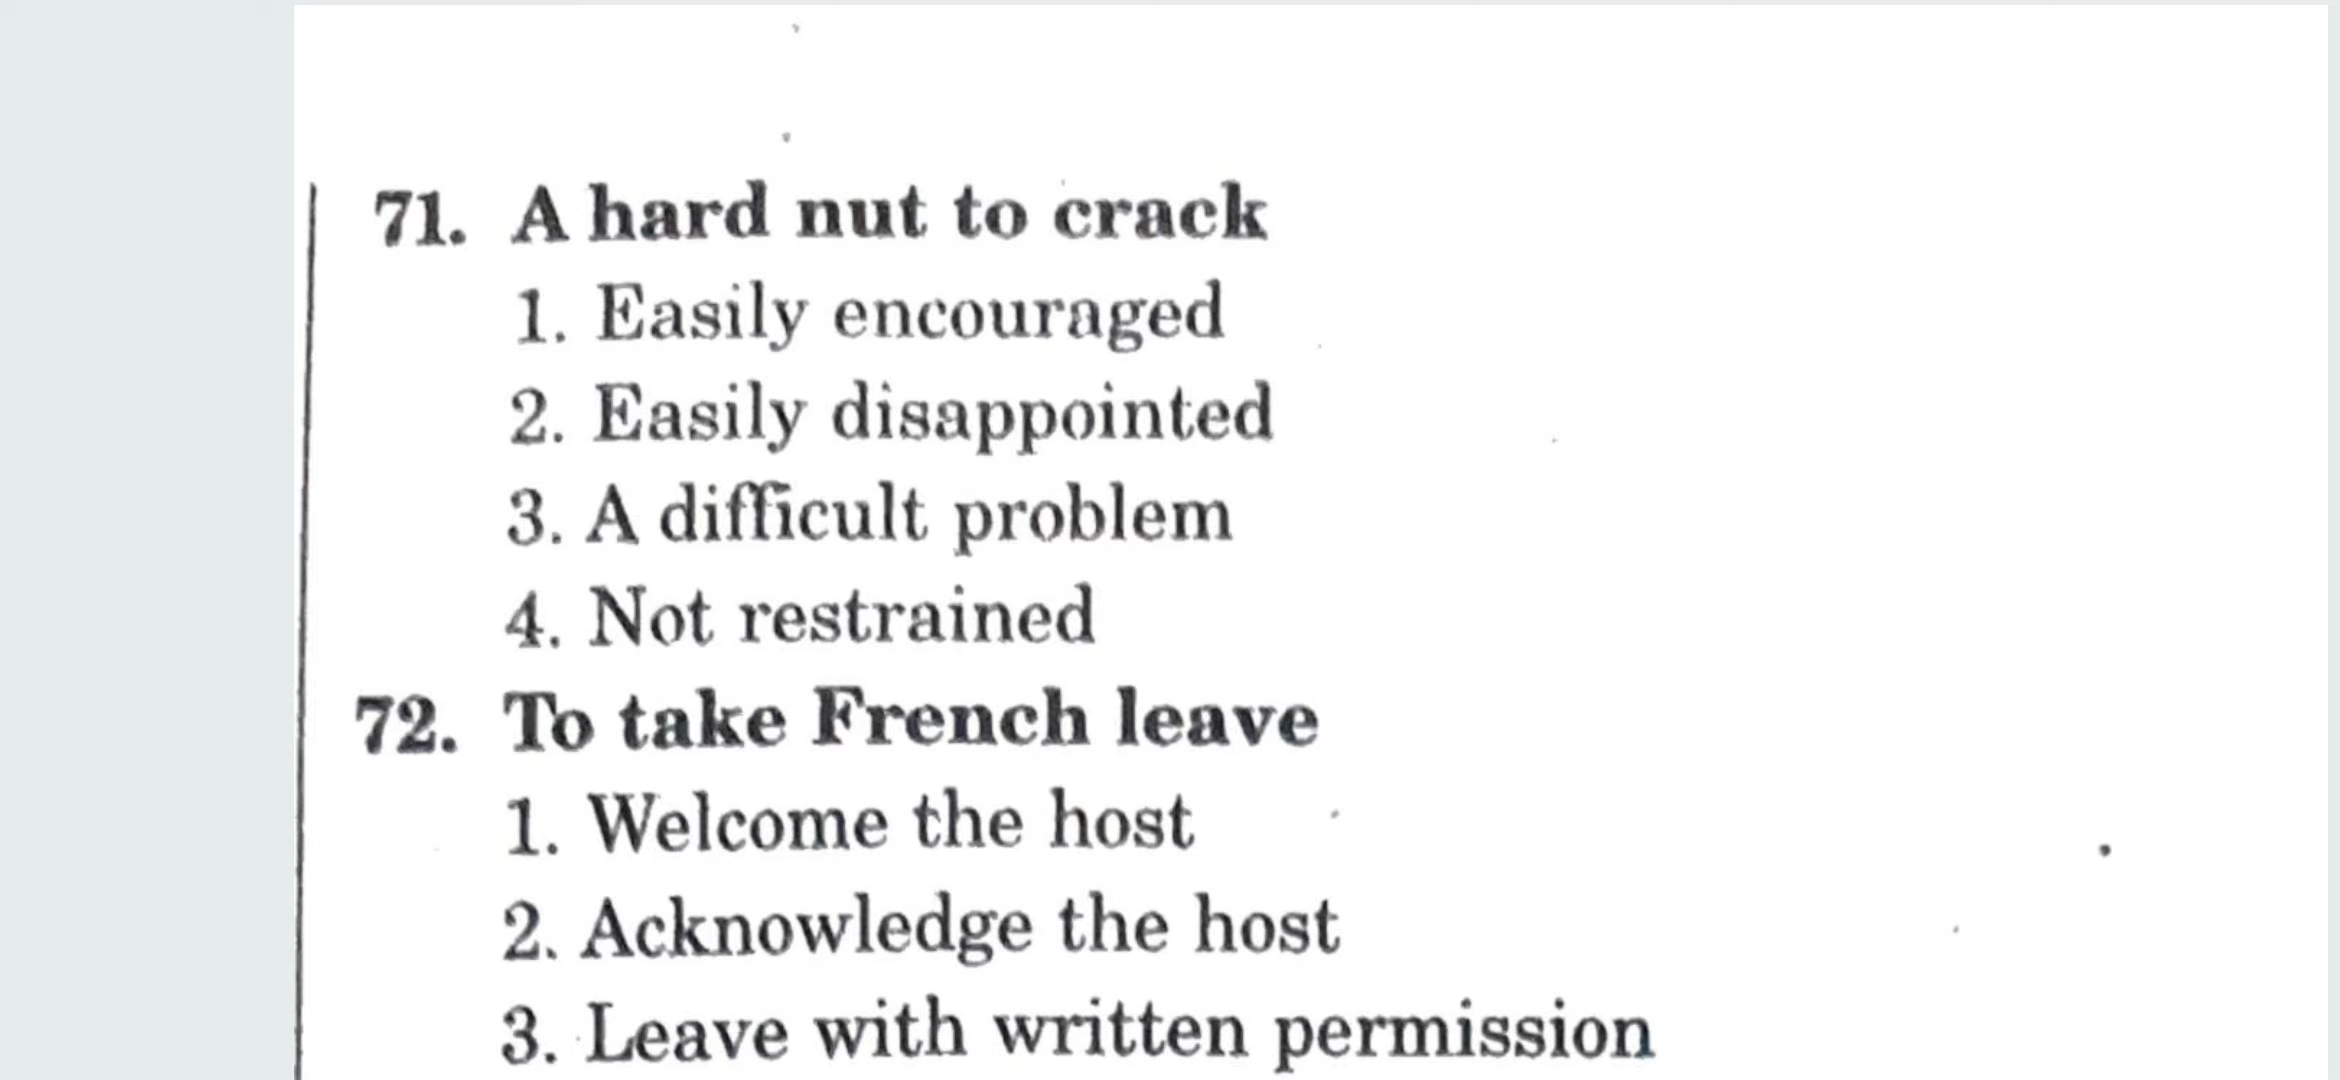 71. A hard nut to crack
1. Easily encouraged
2. Easily disappointed
3. A difficult problem
4. Not restrained
72. To take French leave
1. Welcome the host
2. Acknowledge the host
3. Leave with written permission